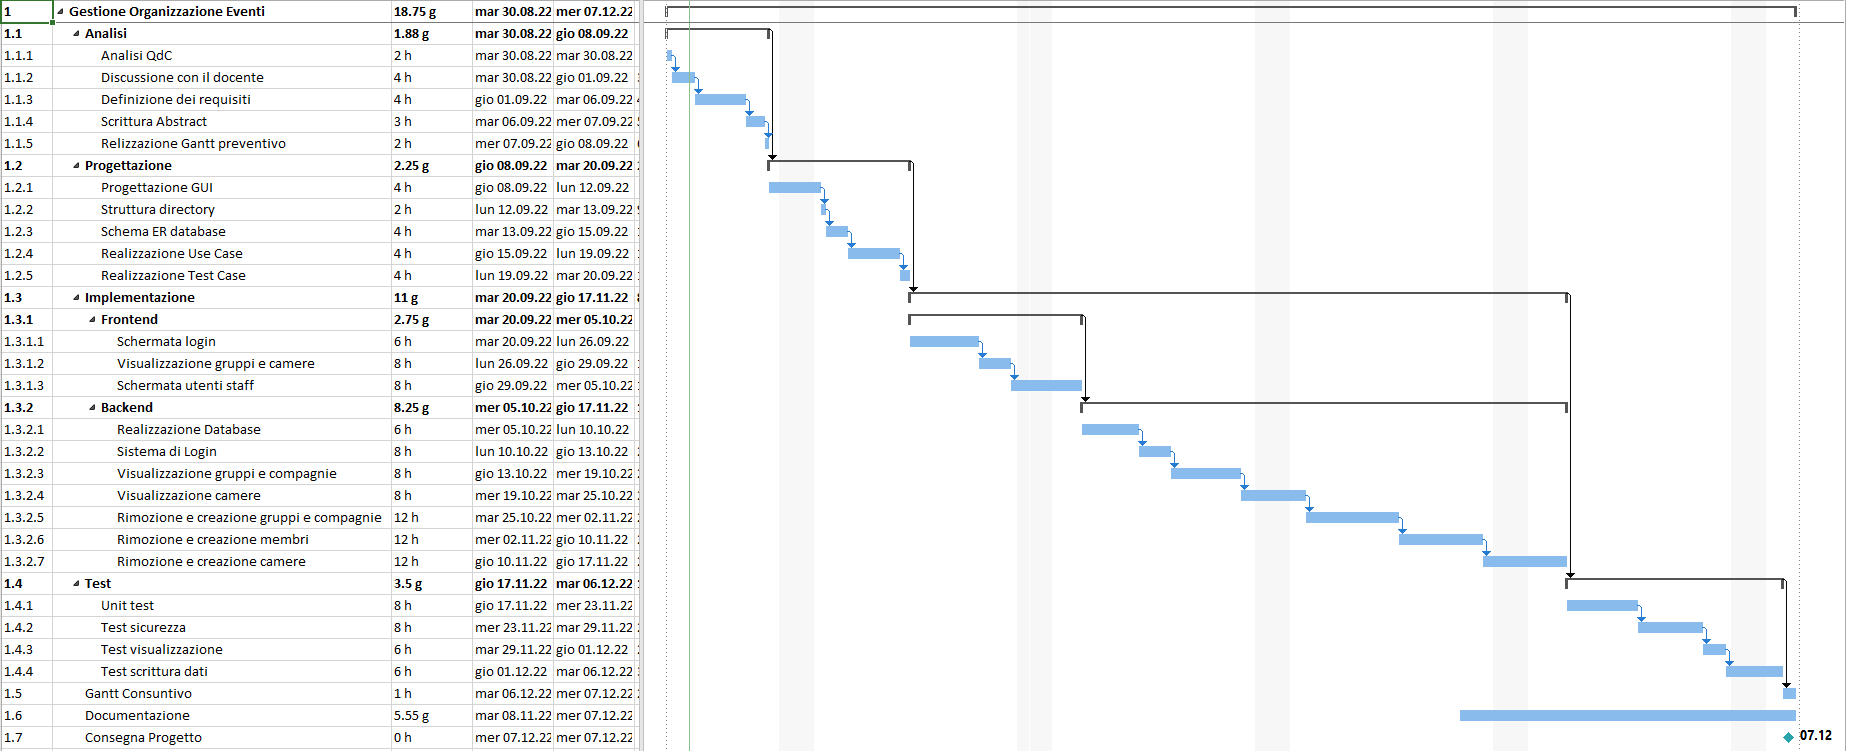 1 Gestione Organizzazione Eventi 18.75 g mar 30.08.22 mer 07.12.22
1.1 Analisi 1.88 g mar 30.08.22 gio 08.09.22
1.1.1 Analisi QdC 2 h mar 30.08.22 mar 30.08.22
1.1.2 Discussione con il docente 4 h mar 30.08.22 gio 01.09.22
1.1.3 Definizione dei requisiti 4 h gio 01.09.22 mar 06.09.22
1.1.4 Scrittura Abstract 3 h mar 06.09.22 mer 07.09.22
1.1.5 Relizzazione Gantt preventivo 2 h mer 07.09.22 gio 08.09.22
1.2 Progettazione 2.25 g gio 08.09.22 mar 20.09.22
1.2.1 Progettazione GUI 4 h gio 08.09.22 lun 12.09.22
1.2.2 Struttura directory 2 h lun 12.09.22 mar 13.09.22
1.2.3 Schema ER database 4 h mar 13.09.22 gio 15.09.22
1.2.4 Realizzazione Use Case 4 h gio 15.09.22 lun 19.09.22
1.2.5 Realizzazione Test Case 4 h lun 19.09.22 mar 20.09.22
1.3 Implementazione 11 g mar 20.09.22 gio 17.11.22
1.3.1 Frontend 2.75 g mar 20.09.22 mer 05.10.22
1.3.1.1 Schermata login 6 h mar 20.09.22 lun 26.09.22
1.3.1.2 Visualizzazione gruppi e camere 8 h lun 26.09.22 gio 29.09.22
1.3.1.3 Schermata utenti staff 8 h gio 29.09.22 mer 05.10.22
1.3.2 Backend 8.25 g mer 05.10.22 gio 17.11.22
1.3.2.1 Realizzazione Database 6 h mer 05.10.22 lun 10.10.22
1.3.2.2 Sistema di Login 8 h lun 10.10.22 gio 13.10.22
1.3.2.3 Visualizzazione gruppi e compagnie 8 h gio 13.10.22 mer 19.10.22
1.3.2.4 Visualizzazione camere 8 h mer 19.10.22 mar 25.10.22
1.3.2.5 Rimozione e creazione gruppi e compagnie 12 h mar 25.10.22 mer 02.11.22
1.3.2.6 Rimozione e creazione membri 12 h mer 02.11.22 gio 10.11.22
1.3.2.7 Rimozione e creazione camere 12 h gio 10.11.22 gio 17.11.22
1.4 Test 3.5 g gio 17.11.22 mar 06.12.22
1.4.1 Unit test 8 h gio 17.11.22 mer 23.11.22
1.4.2 Test sicurezza 8 h mer 23.11.22 mar 29.11.22
1.4.3 Test visualizzazione 6 h mar 29.11.22 gio 01.12.22
1.4.4 Test scrittura dati 6 h gio 01.12.22 mar 06.12.22
1.5 Gantt Consuntivo 1 h mar 06.12.22 mer 07.12.22
1.6 Documentazione 5.55 g mar 08.11.22 mer 07.12.22
1.7 Consegna Progetto 0 h mer 07.12.22 mer 07.12.22 07.12